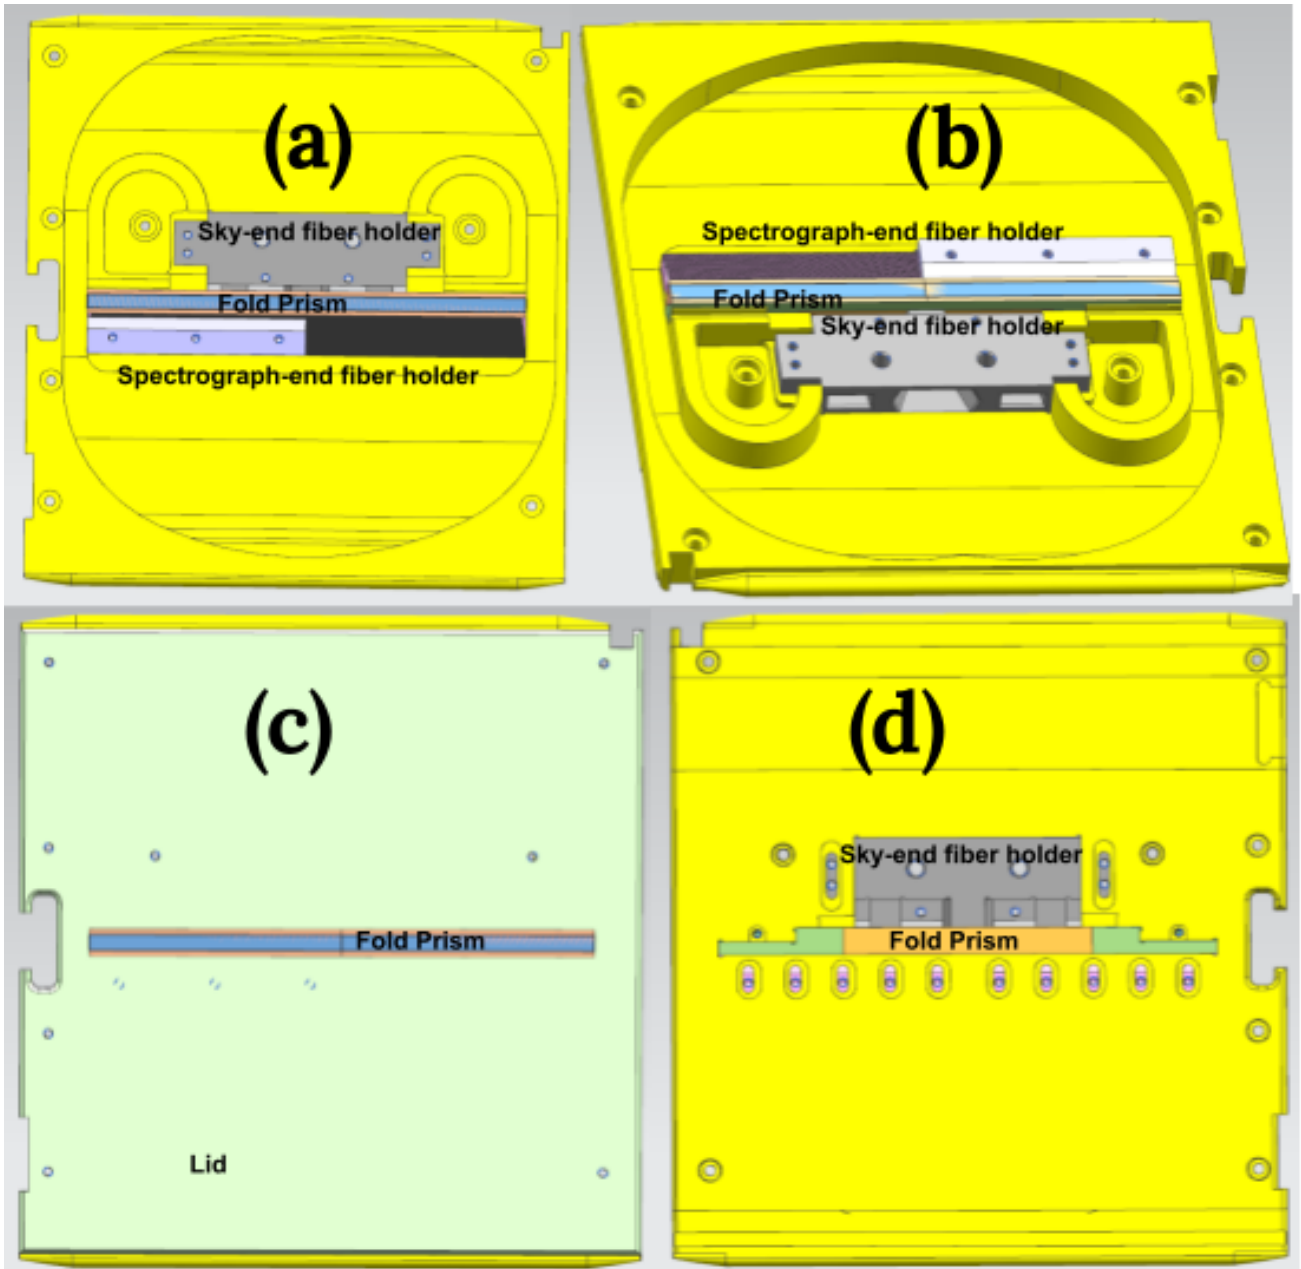 (a)
Sky-end fiber holder
Fold Prism
Spectrograph-end fiber holder
(b)
Spectrograph-end fiber holder
Fold Prism
Sky-end fiber holder
(c)
Fold Prism
Lid
(d)
Sky-end fiber holder
Fold Prism